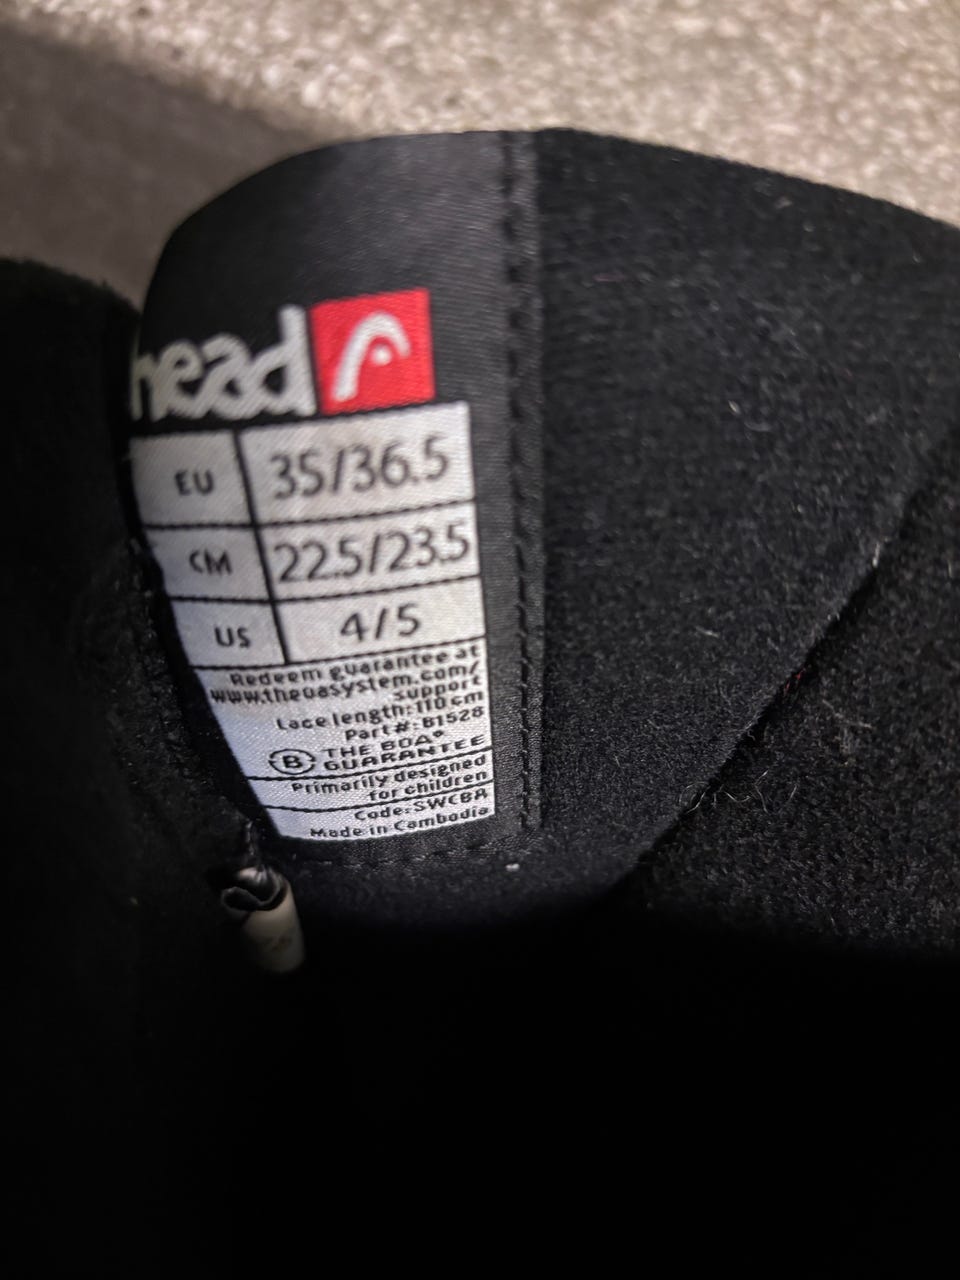 head
EU 35/36.5
CM 22.5/23.5
US 4/5
Redeem guarantee at
www.theboasystem.com/
support
Lace length:110 cm
Part#: B1528
B THE BOA®
GUARANTEE
Primarily designed
for children
Code: SWCBA
Made in Cambodia